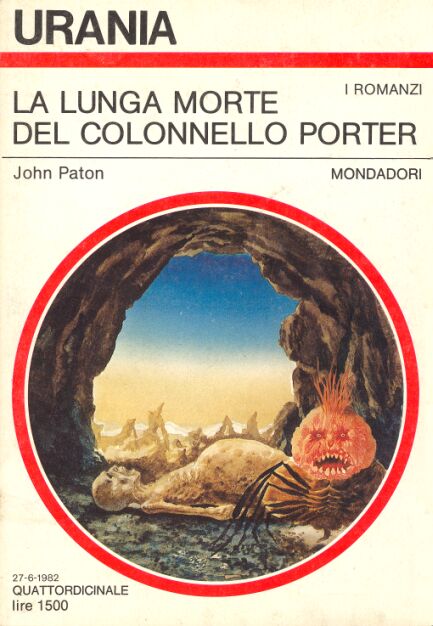 URANIA
I ROMANZI
LA LUNGA MORTE
DEL COLONNELLO PORTER
John Paton
MONDADORI
27-6-1982
QUATTORDICINALE
lire 1500